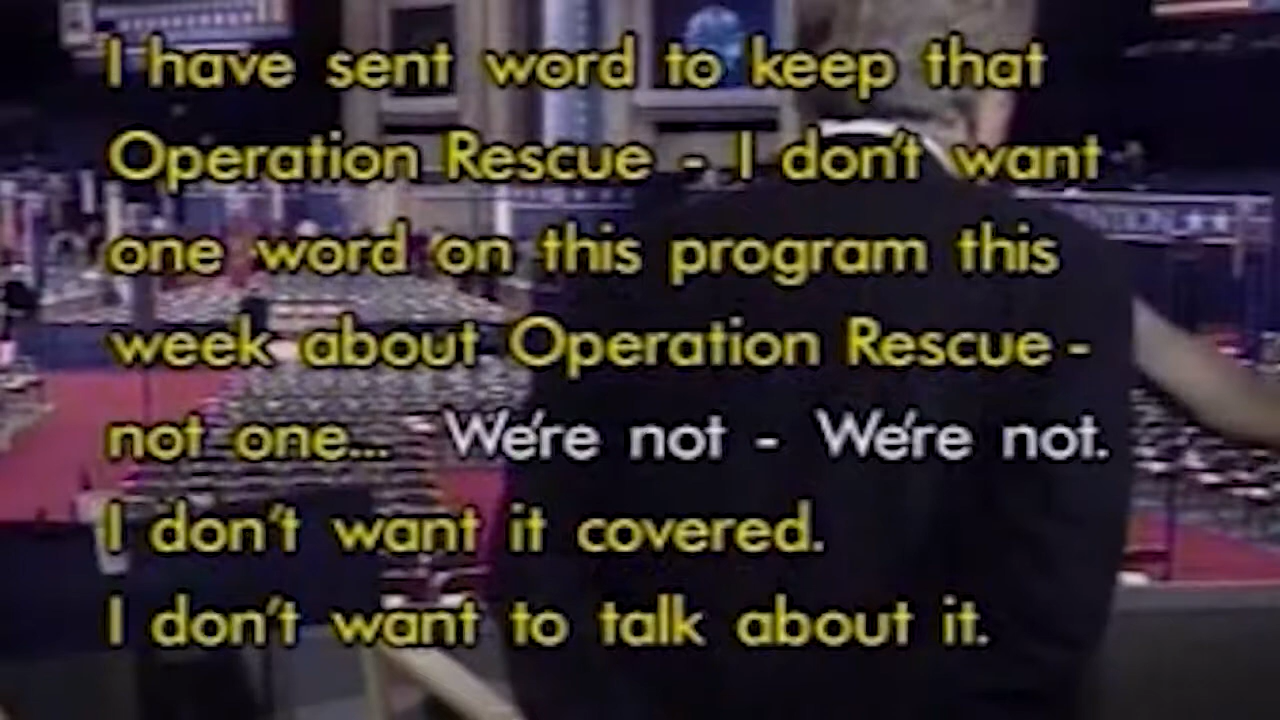 I have sent word to keep that
Operation Rescue - I don't want
one word on this program this
week about Operation Rescue -
not one... We're not - We're not.
I don't want it covered.
I don't want to talk about it.